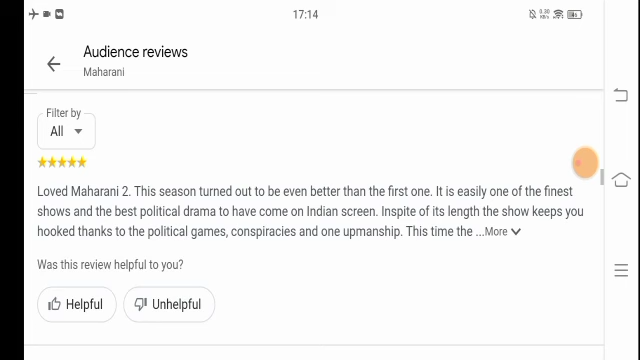 17:14
0.30
KB/s
Audience reviews
Maharani
Filter by
All
Loved Maharani 2. This season turned out to be even better than the first one. It is easily one of the finest
shows and the best political drama to have come on Indian screen. Inspite of its length the show keeps you
hooked thanks to the political games, conspiracies and one upmanship. This time the ...More
Was this review helpful to you?
Helpful
Unhelpful